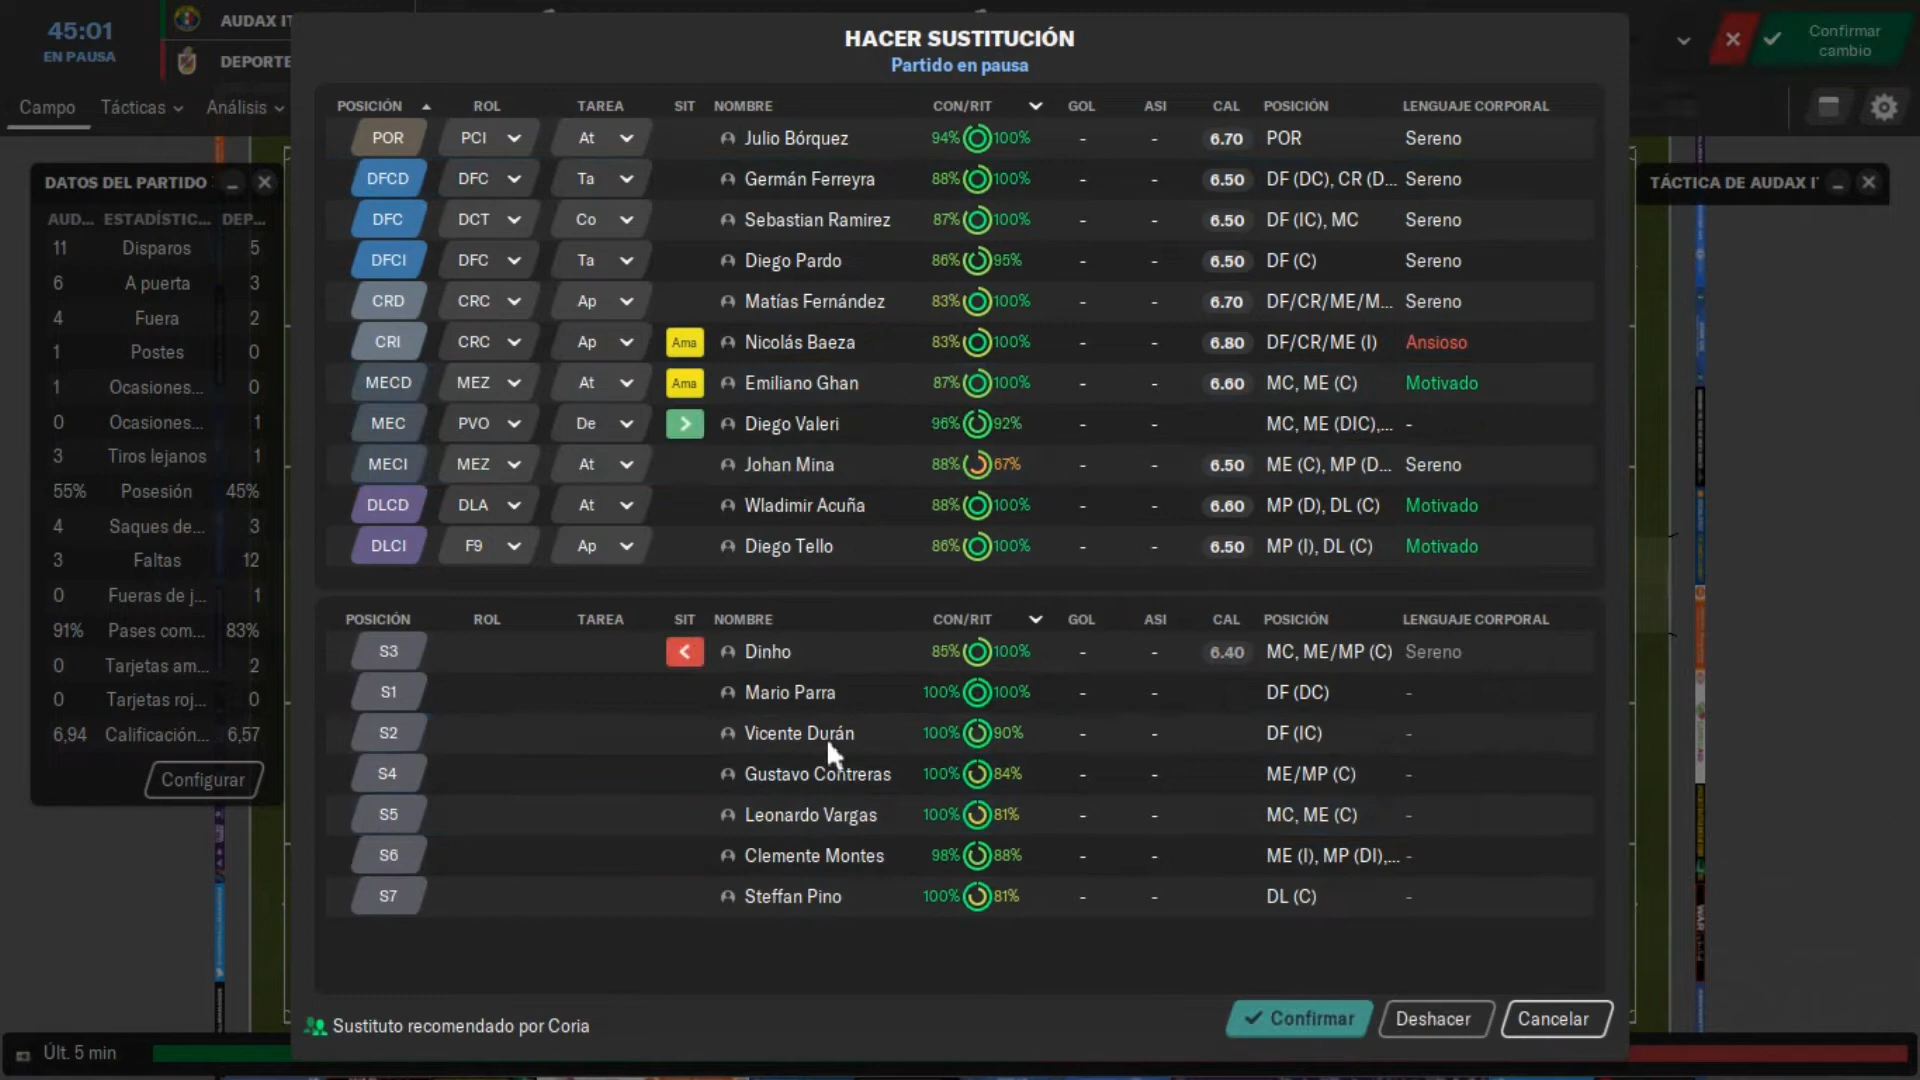 45:01
EN PAUSA
AUDAX IT
DEPORTE
Campo
Tácticas
Análisis
HACER SUSTITUCIÓN
Partido en pausa
Confirmar cambio
DATOS DEL PARTIDO
AUD... ESTADÍSTIC... DEP...
11 Disparos 5
6 A puerta 3
4 Fuera 2
1 Postes 0
1 Ocasiones... 0
0 Ocasiones... 1
3 Tiros lejanos 1
55% Posesión 45%
4 Saques de... 3
3 Faltas 12
0 Fueras de j... 1
91% Pases com... 83%
0 Tarjetas am... 2
0 Tarjetas roj... 0
6,94 Calificación... 6,57
Configurar
POSICIÓN ROL TAREA SIT NOMBRE CON/RIT GOL ASI CAL POSICIÓN LENGUAJE CORPORAL
POR PCI At Julio Bórquez 94% 100% - - 6.70 POR Sereno
DFCD DFC Ta Germán Ferreyra 88% 100% - - 6.50 DF (DC), CR (D... Sereno
DFC DCT Co Sebastian Ramirez 87% 100% - - 6.50 DF (IC), MC Sereno
DFCI DFC Ta Diego Pardo 86% 95% - - 6.50 DF (C) Sereno
CRD CRC Ap Matías Fernández 83% 100% - - 6.70 DF/CR/ME/M... Sereno
CRI CRC Ap Ama Nicolás Baeza 83% 100% - - 6.80 DF/CR/ME (I) Ansioso
MECD MEZ At Ama Emiliano Ghan 87% 100% - - 6.60 MC, ME (C) Motivado
MEC PVO De Diego Valeri 96% 92% - - MC, ME (DIC),... -
MECI MEZ At Johan Mina 88% 67% - - 6.50 ME (C), MP (D... Sereno
DLCD DLA At Wladimir Acuña 88% 100% - - 6.60 MP (D), DL (C) Motivado
DLCI F9 Ap Diego Tello 86% 100% - - 6.50 MP (I), DL (C) Motivado
POSICIÓN ROL TAREA SIT NOMBRE CON/RIT GOL ASI CAL POSICIÓN LENGUAJE CORPORAL
S3 Dinho 85% 100% - - 6.40 MC, ME/MP (C) Sereno
S1 Mario Parra 100% 100% - - DF (DC) -
S2 Vicente Durán 100% 90% - - DF (IC) -
S4 Gustavo Contreras 100% 84% - - ME/MP (C) -
S5 Leonardo Vargas 100% 81% - - MC, ME (C) -
S6 Clemente Montes 98% 88% - - ME (I), MP (DI),... -
S7 Steffan Pino 100% 81% - - DL (C) -
Sustituto recomendado por Coria
Confirmar
Deshacer
Cancelar
TÁCTICA DE AUDAX I
Últ. 5 min